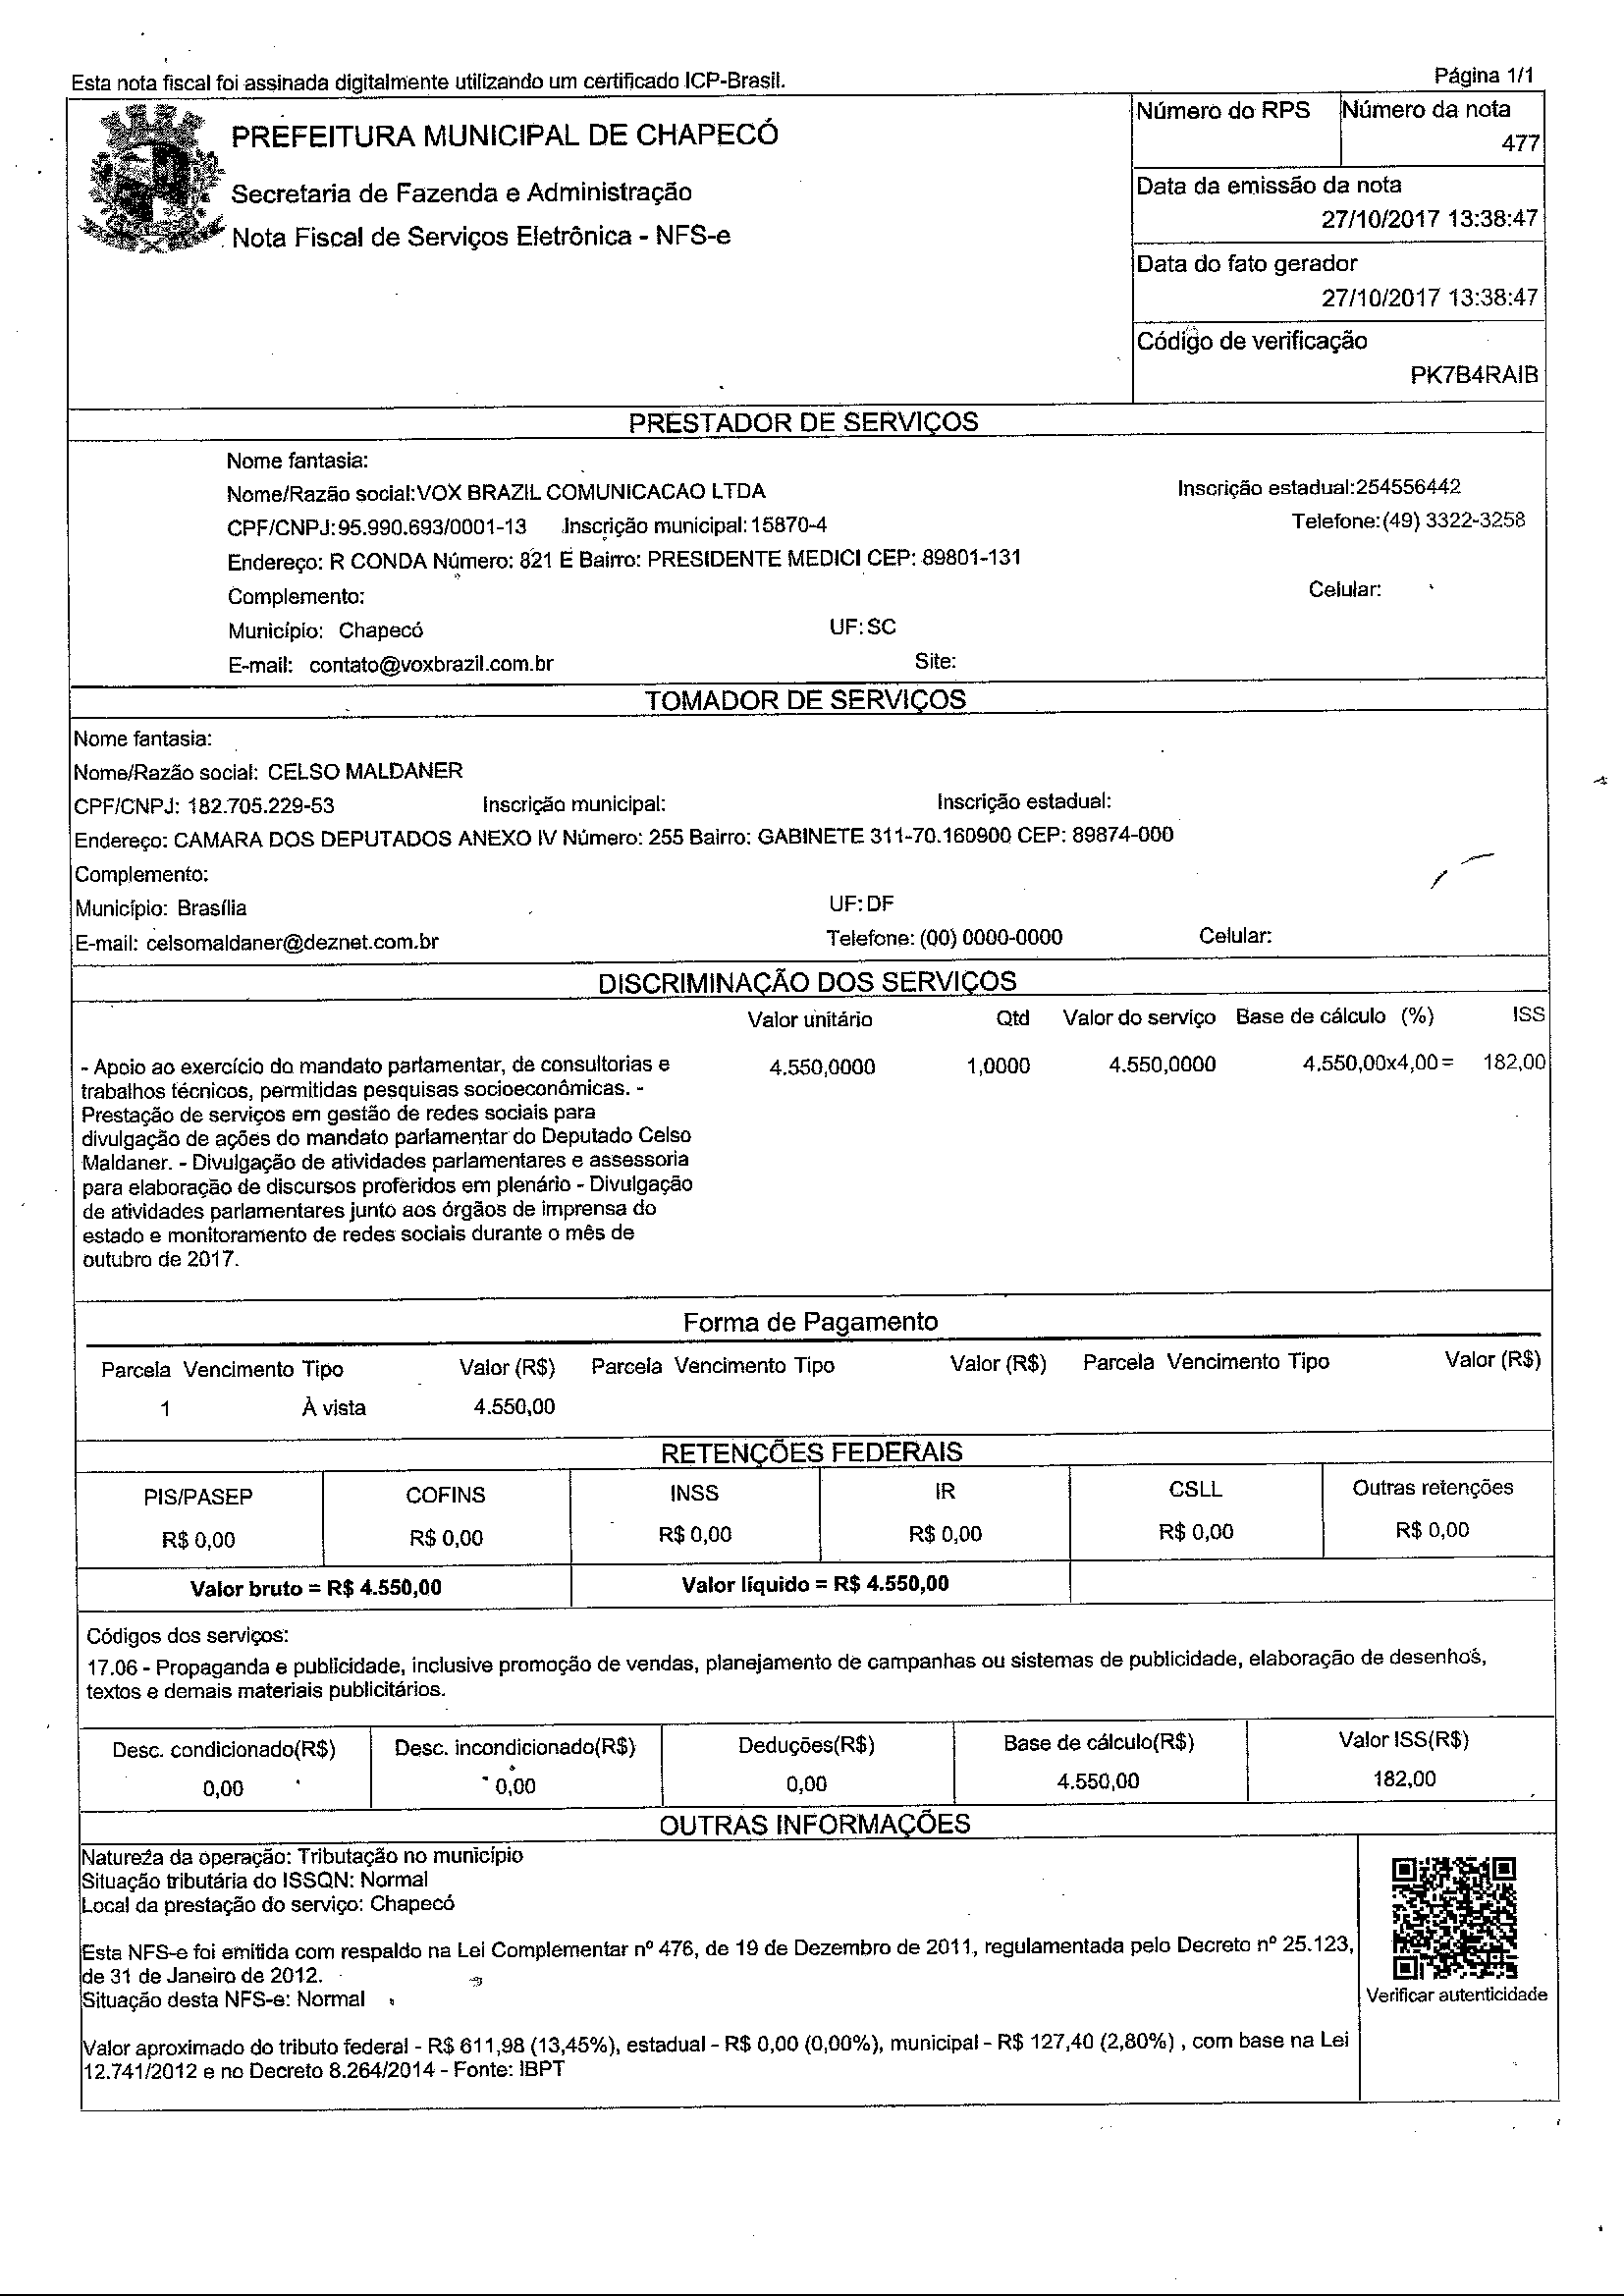 Esta nota fiscal foi assinada digitalmente utilizando um certificado ICP-Brasil.
Página 1/1
PREFEITURA MUNICIPAL DE CHAPECÓ
Secretaria de Fazenda e Administração
Nota Fiscal de Serviços Eletrônica - NFS-e
Número do RPS Número da nota
477
Data da emissão da nota
27/10/2017 13:38:47
Data do fato gerador
27/10/2017 13:38:47
Código de verificação
PK7B4RAIB
PRESTADOR DE SERVIÇOS
Nome fantasia:
Nome/Razão social:VOX BRAZIL COMUNICACAO LTDA Inscrição estadual:254556442
CPF/CNPJ:95.990.693/0001-13 Inscrição municipal:15870-4 Telefone:(49) 3322-3258
Endereço: R CONDA Número: 821 E Bairro: PRESIDENTE MEDICI CEP: 89801-131
Complemento: Celular:
Município: Chapecó UF:SC
E-mail: contato@voxbrazil.com.br Site:
TOMADOR DE SERVIÇOS
Nome fantasia:
Nome/Razão social: CELSO MALDANER
CPF/CNPJ: 182.705.229-53 Inscrição municipal: Inscrição estadual:
Endereço: CAMARA DOS DEPUTADOS ANEXO IV Número: 255 Bairro: GABINETE 311-70.160900 CEP: 89874-000
Complemento:
Município: Brasília UF:DF
E-mail: celsomaldaner@deznet.com.br Telefone: (00) 0000-0000 Celular:
DISCRIMINAÇÃO DOS SERVIÇOS
Valor unitário Qtd Valor do serviço Base de cálculo (%) ISS
- Apoio ao exercício do mandato parlamentar, de consultorias e 4.550,0000 1,0000 4.550,0000 4.550,00x4,00= 182,00
trabalhos técnicos, permitidas pesquisas socioeconômicas. -
Prestação de serviços em gestão de redes sociais para
divulgação de ações do mandato parlamentar do Deputado Celso
Maldaner. - Divulgação de atividades parlamentares e assessoria
para elaboração de discursos proferidos em plenário - Divulgação
de atividades parlamentares junto aos órgãos de imprensa do
estado e monitoramento de redes sociais durante o mês de
outubro de 2017.
Forma de Pagamento
Parcela Vencimento Tipo Valor (R$) Parcela Vencimento Tipo Valor (R$) Parcela Vencimento Tipo Valor (R$)
1 À vista 4.550,00
RETENÇÕES FEDERAIS
PIS/PASEP COFINS INSS IR CSLL Outras retenções
R$ 0,00 R$ 0,00 R$ 0,00 R$ 0,00 R$ 0,00 R$ 0,00
Valor bruto = R$ 4.550,00 Valor líquido = R$ 4.550,00
Códigos dos serviços:
17.06 - Propaganda e publicidade, inclusive promoção de vendas, planejamento de campanhas ou sistemas de publicidade, elaboração de desenhos,
textos e demais materiais publicitários.
Desc. condicionado(R$) Desc. incondicionado(R$) Deduções(R$) Base de cálculo(R$) Valor ISS(R$)
0,00 0,00 0,00 4.550,00 182,00
OUTRAS INFORMAÇÕES
Natureza da operação: Tributação no município
Situação tributária do ISSQN: Normal
Local da prestação do serviço: Chapecó
Esta NFS-e foi emitida com respaldo na Lei Complementar nº 476, de 19 de Dezembro de 2011, regulamentada pelo Decreto nº 25.123,
de 31 de Janeiro de 2012.
Situação desta NFS-e: Normal
Verificar autenticidade
Valor aproximado do tributo federal - R$ 611,98 (13,45%), estadual - R$ 0,00 (0,00%), municipal - R$ 127,40 (2,80%) , com base na Lei
12.741/2012 e no Decreto 8.264/2014 - Fonte: IBPT